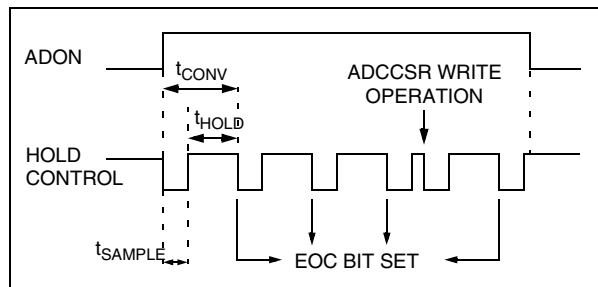 ADON
tCONV
ADCCSR WRITE
OPERATION
tHOLD
HOLD
CONTROL
tSAMPLE
EOC BIT SET